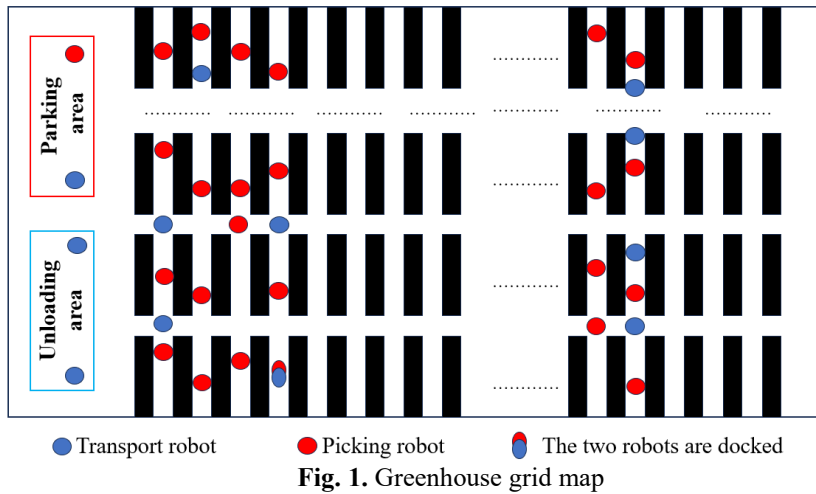 Parking
area
Unloading
area
Transport robot
Picking robot
The two robots are docked
Fig. 1. Greenhouse grid map